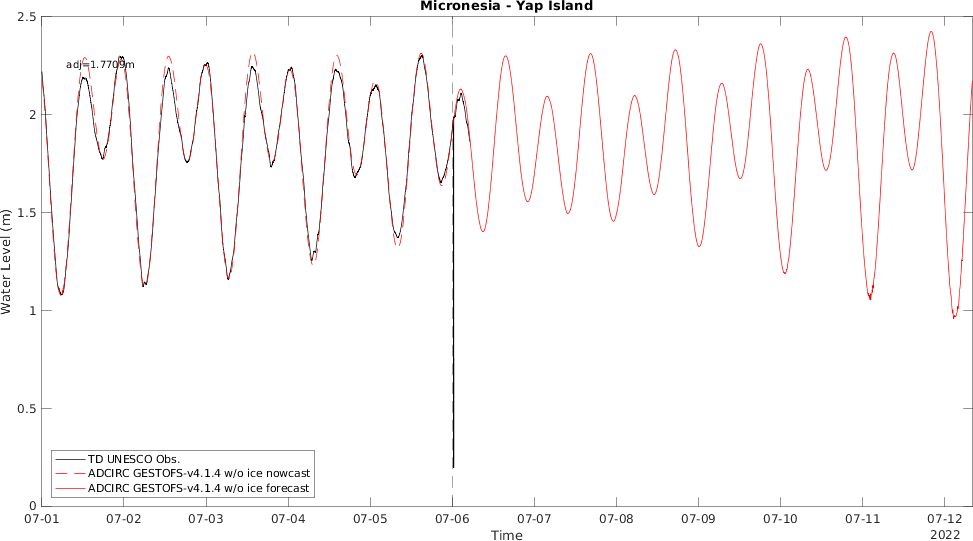 Micronesia - Yap Island
2.5
adj=1.7709m
2
1.5
Water Level (m)
1
0.5
TD UNESCO Obs.
ADCIRC GESTOFS-v4.1.4 w/o ice nowcast
ADCIRC GESTOFS-v4.1.4 w/o ice forecast
0
07-01 07-02 07-03 07-04 07-05 07-06 07-07 07-08 07-09 07-10 07-11 07-12
Time
2022